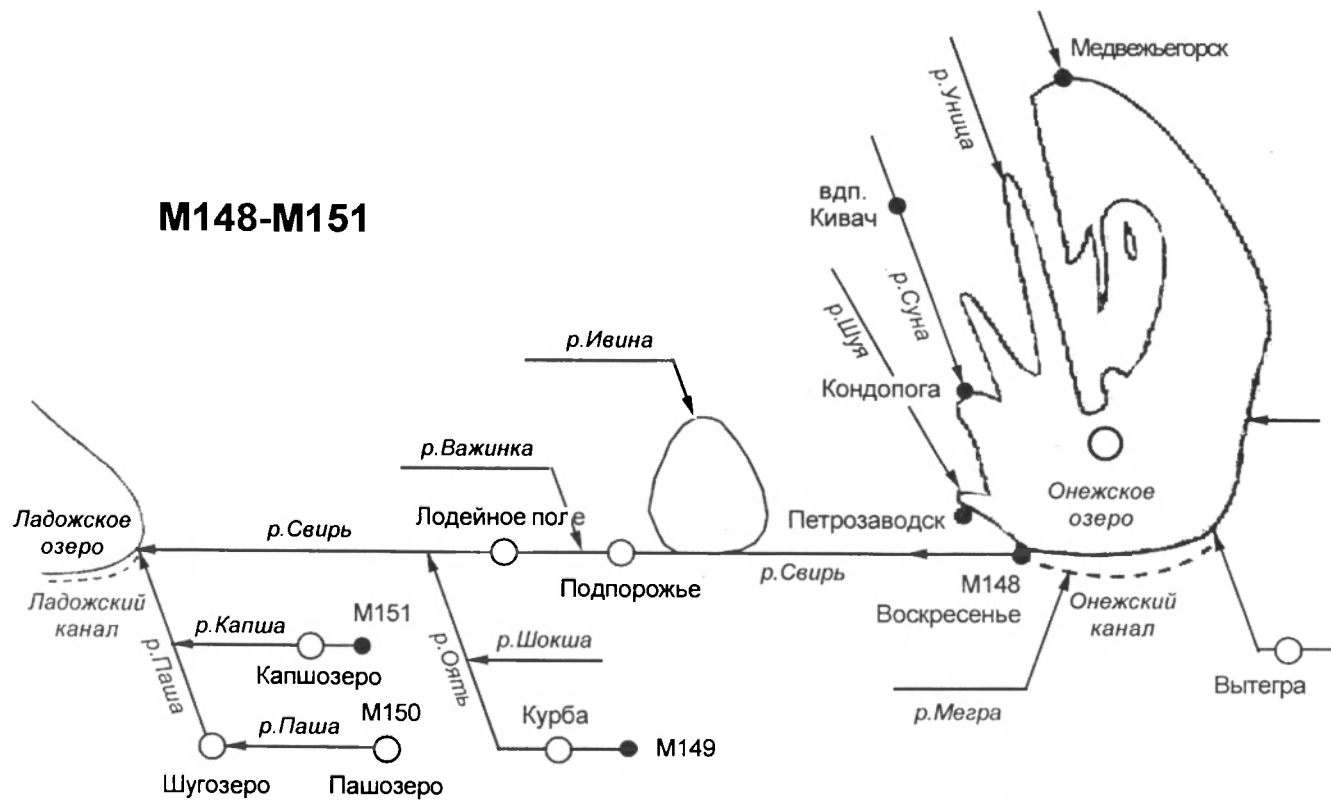 Медвежьегорск
р.Уница
вдп.
Кивач
М148-М151
р.Суна
р.Шуя
р.Ивина
Кондопога
р.Важинка
Онежское
озеро
Ладожское
озеро
р.Свирь
Лодейное поле
Петрозаводск
Подпорожье
р.Свирь
М148
Воскресенье
Онежский
канал
Ладожский
канал
р.Капша
М151
р.Шокша
р.Паша
р.Оять
Капшозеро
Вытегра
р.Мегра
р.Паша
М150
Курба
М149
Шугозеро
Пашозеро